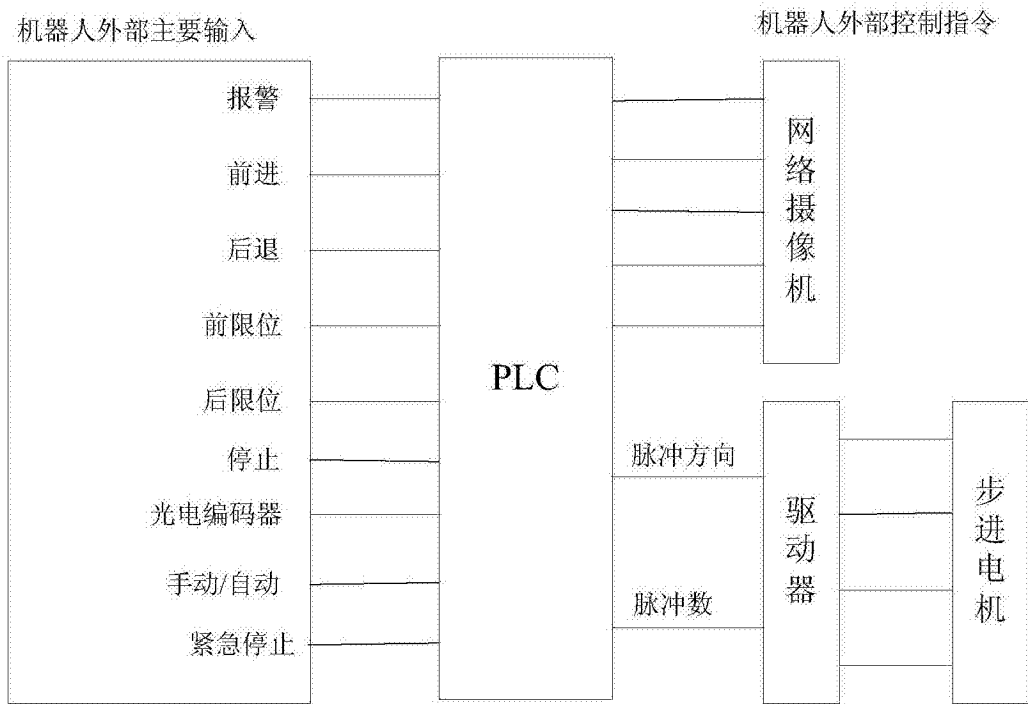 机器人外部主要输入
机器人外部控制指令
报警
前进
后退
前限位
后限位
停止
光电编码器
手动/自动
紧急停止
PLC
网络摄像机
脉冲方向
脉冲数
驱动器
步进电机